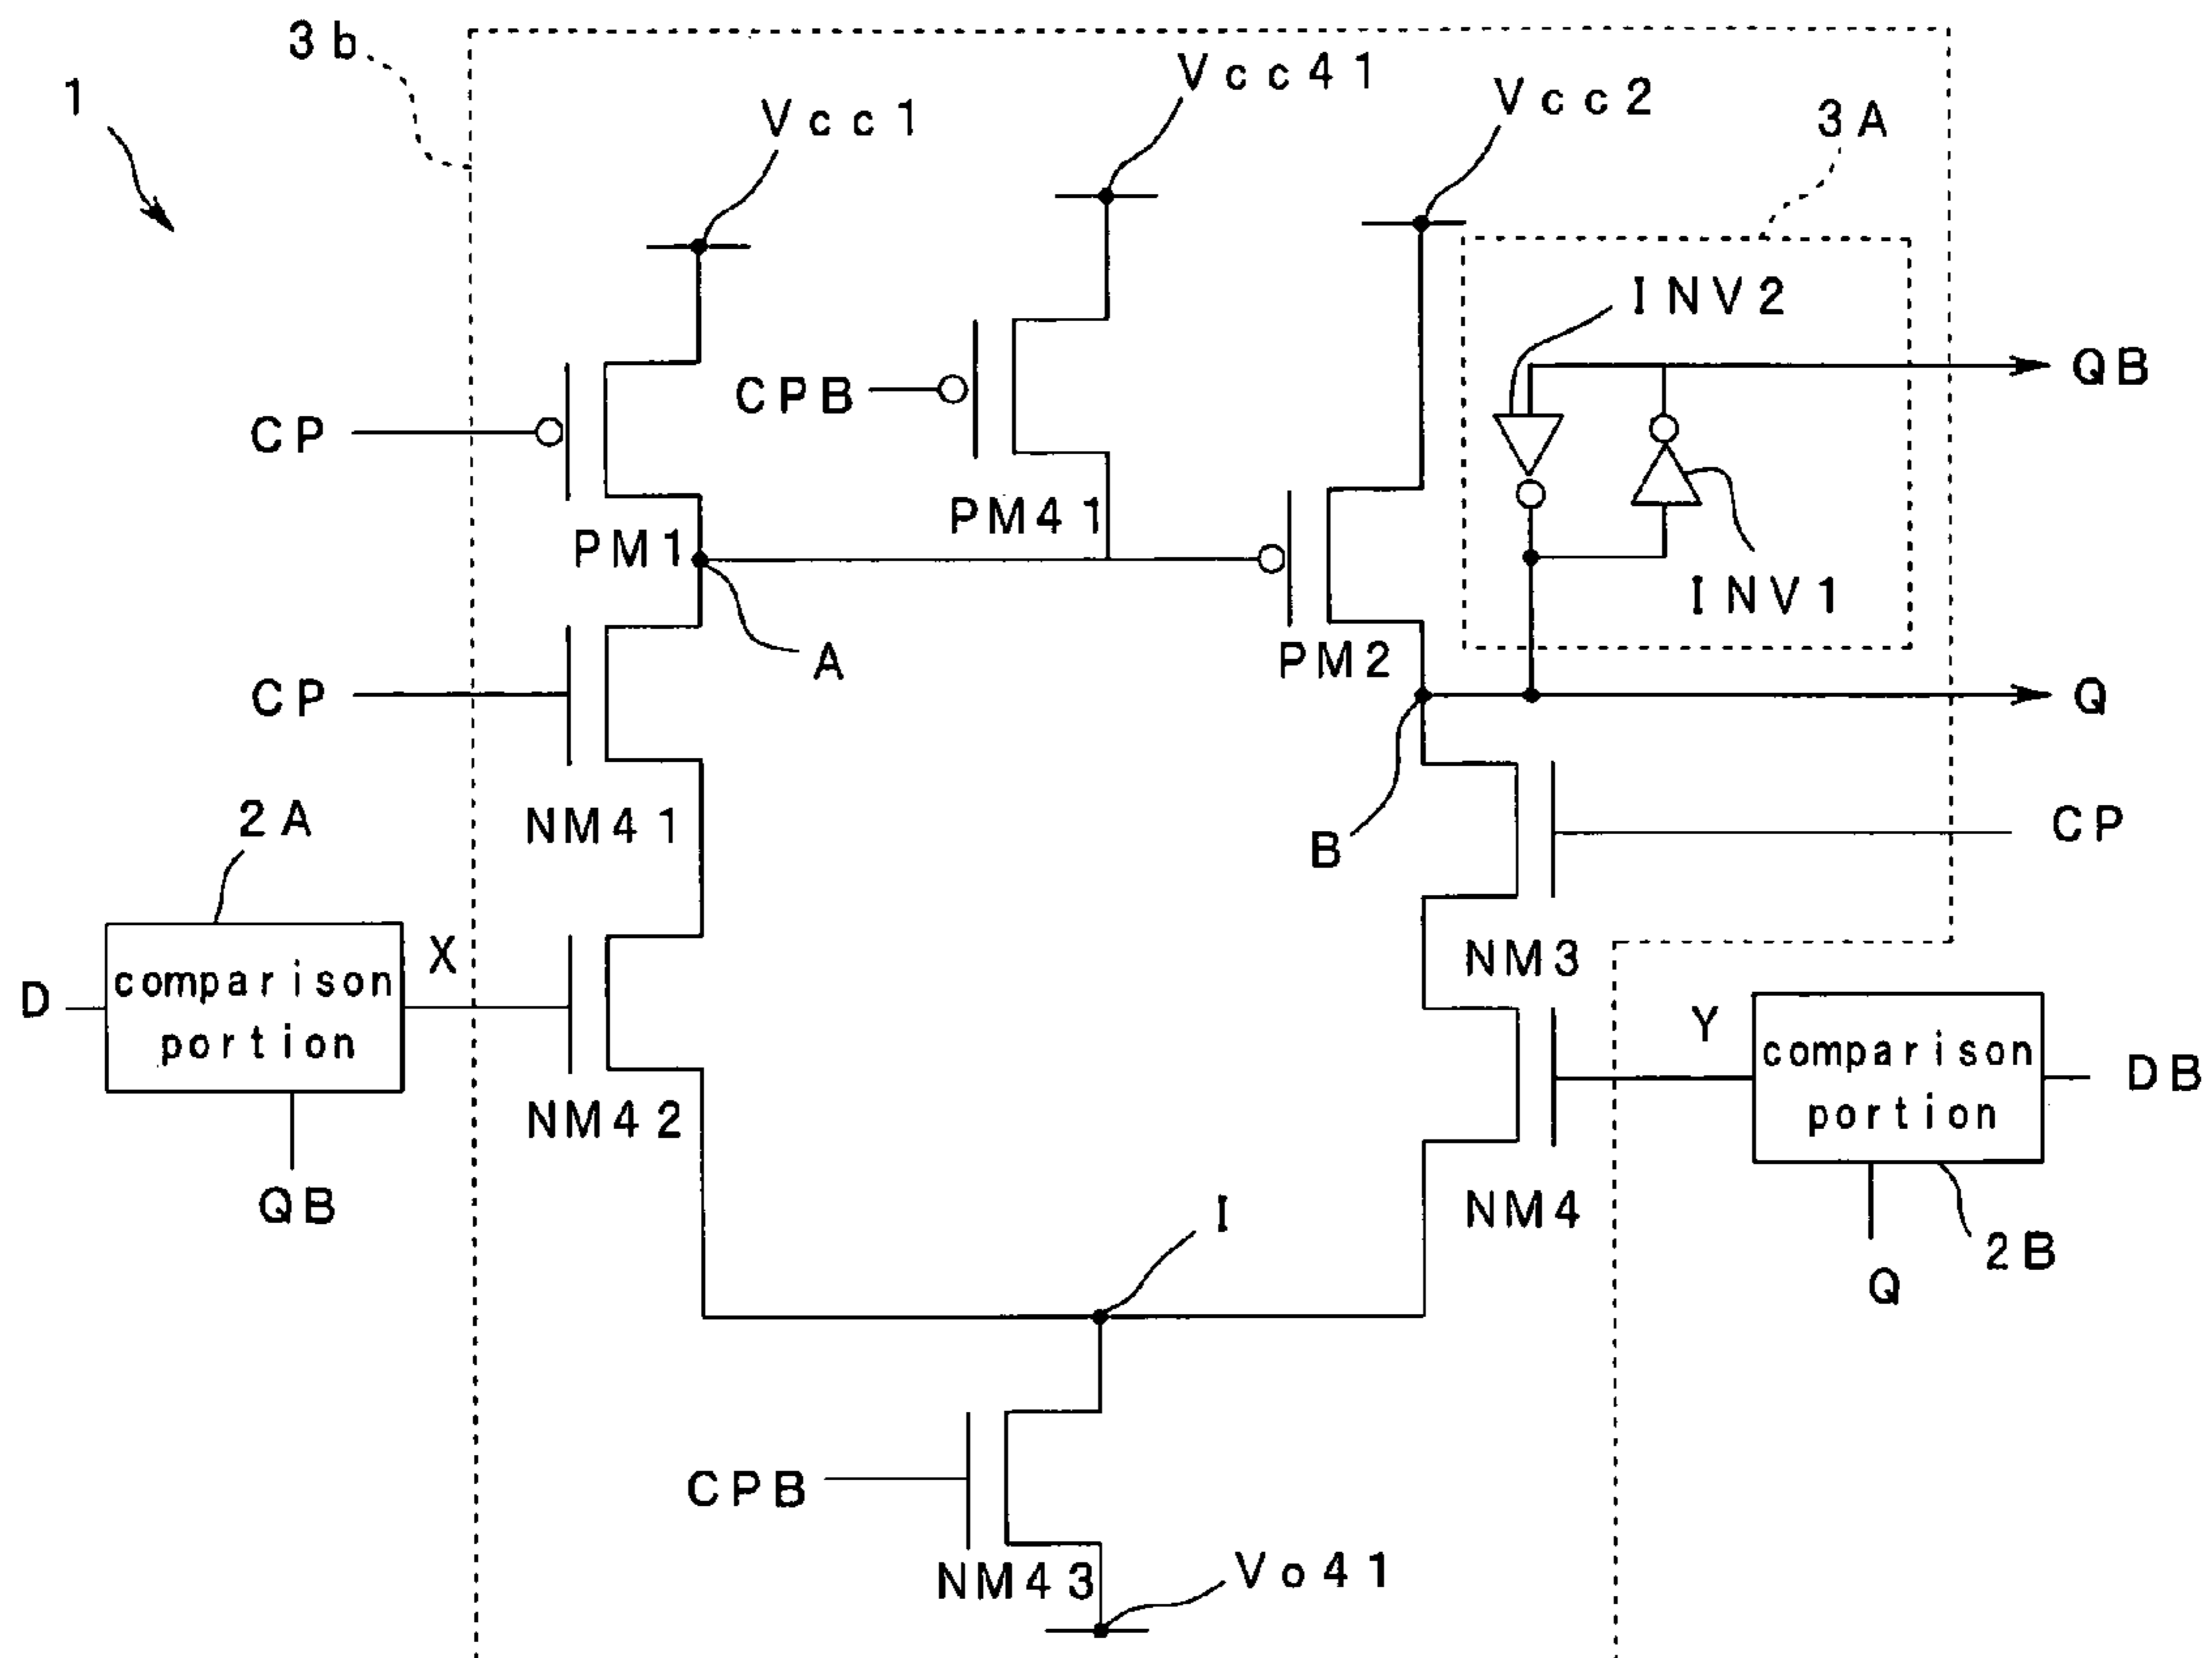 3b
1
Vcc1
Vcc41
Vcc2
3A
INV2
QB
CPB
CP
PM41
PM1
INV1
A
PM2
CP
Q
2A
NM41
B
CP
X
NM3
D
comparison
portion
Y
comparison
portion
DB
NM42
QB
I
NM4
2B
Q
CPB
NM43
Vo41